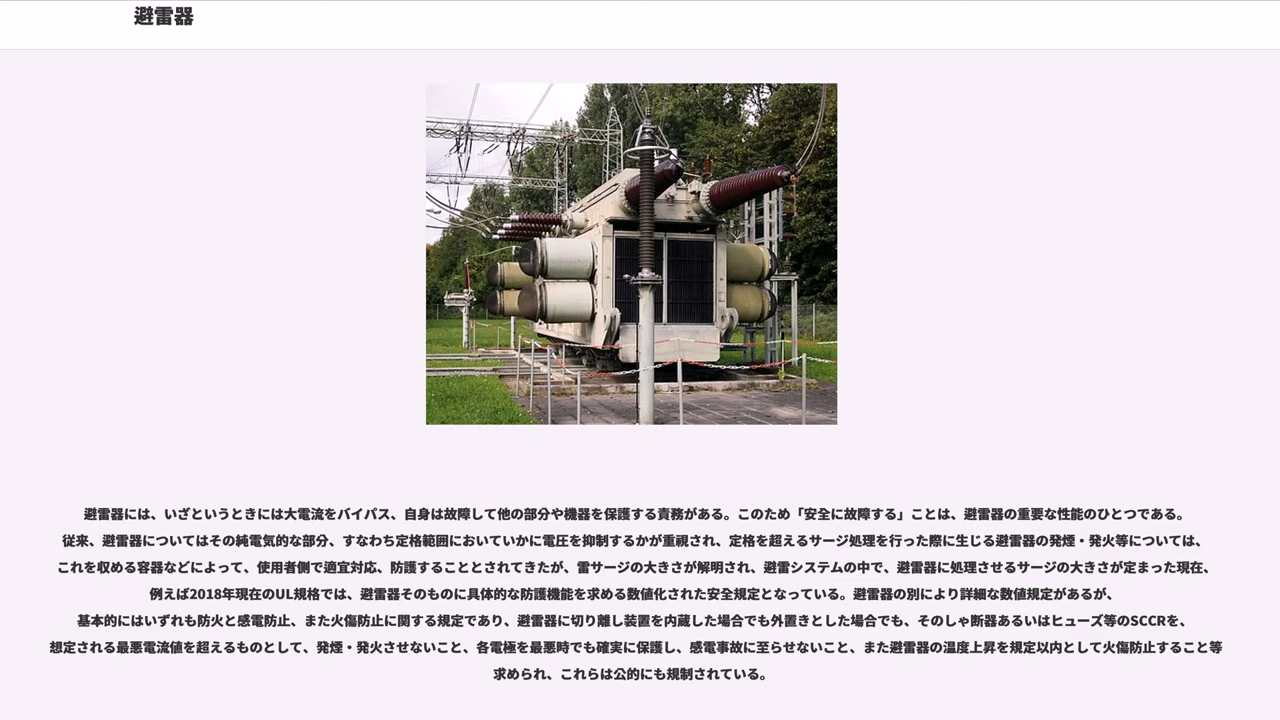 避雷器
避雷器には、いざというときには大電流をバイパス、自身は故障して他の部分や機器を保護する責務がある。このため「安全に故障する」ことは、避雷器の重要な性能のひとつである。
従来、避雷器についてはその純電気的な部分、すなわち定格範囲においていかに電圧を抑制するかが重視され、定格を超えるサージ処理を行った際に生じる避雷器の発煙・発火等については、
これを収める容器などによって、使用者側で適宜対応、防護することとされてきたが、雷サージの大きさが解明され、避雷システムの中で、避雷器に処理させるサージの大きさが定まった現在、
例えば2018年現在のUL規格では、避雷器そのものに具体的な防護機能を求める数値化された安全規定となっている。避雷器の別により詳細な数値規定があるが、
基本的にはいずれも防火と感電防止、また火傷防止に関する規定であり、避雷器に切り離し装置を内蔵した場合でも外置きとした場合でも、そのしゃ断器あるいはヒューズ等のSCCRを、
想定される最悪電流値を超えるものとして、発煙・発火させないこと、各電極を最悪時でも確実に保護し、感電事故に至らせないこと、また避雷器の温度上昇を規定以内として火傷防止すること等
求められ、これらは公的にも規制されている。